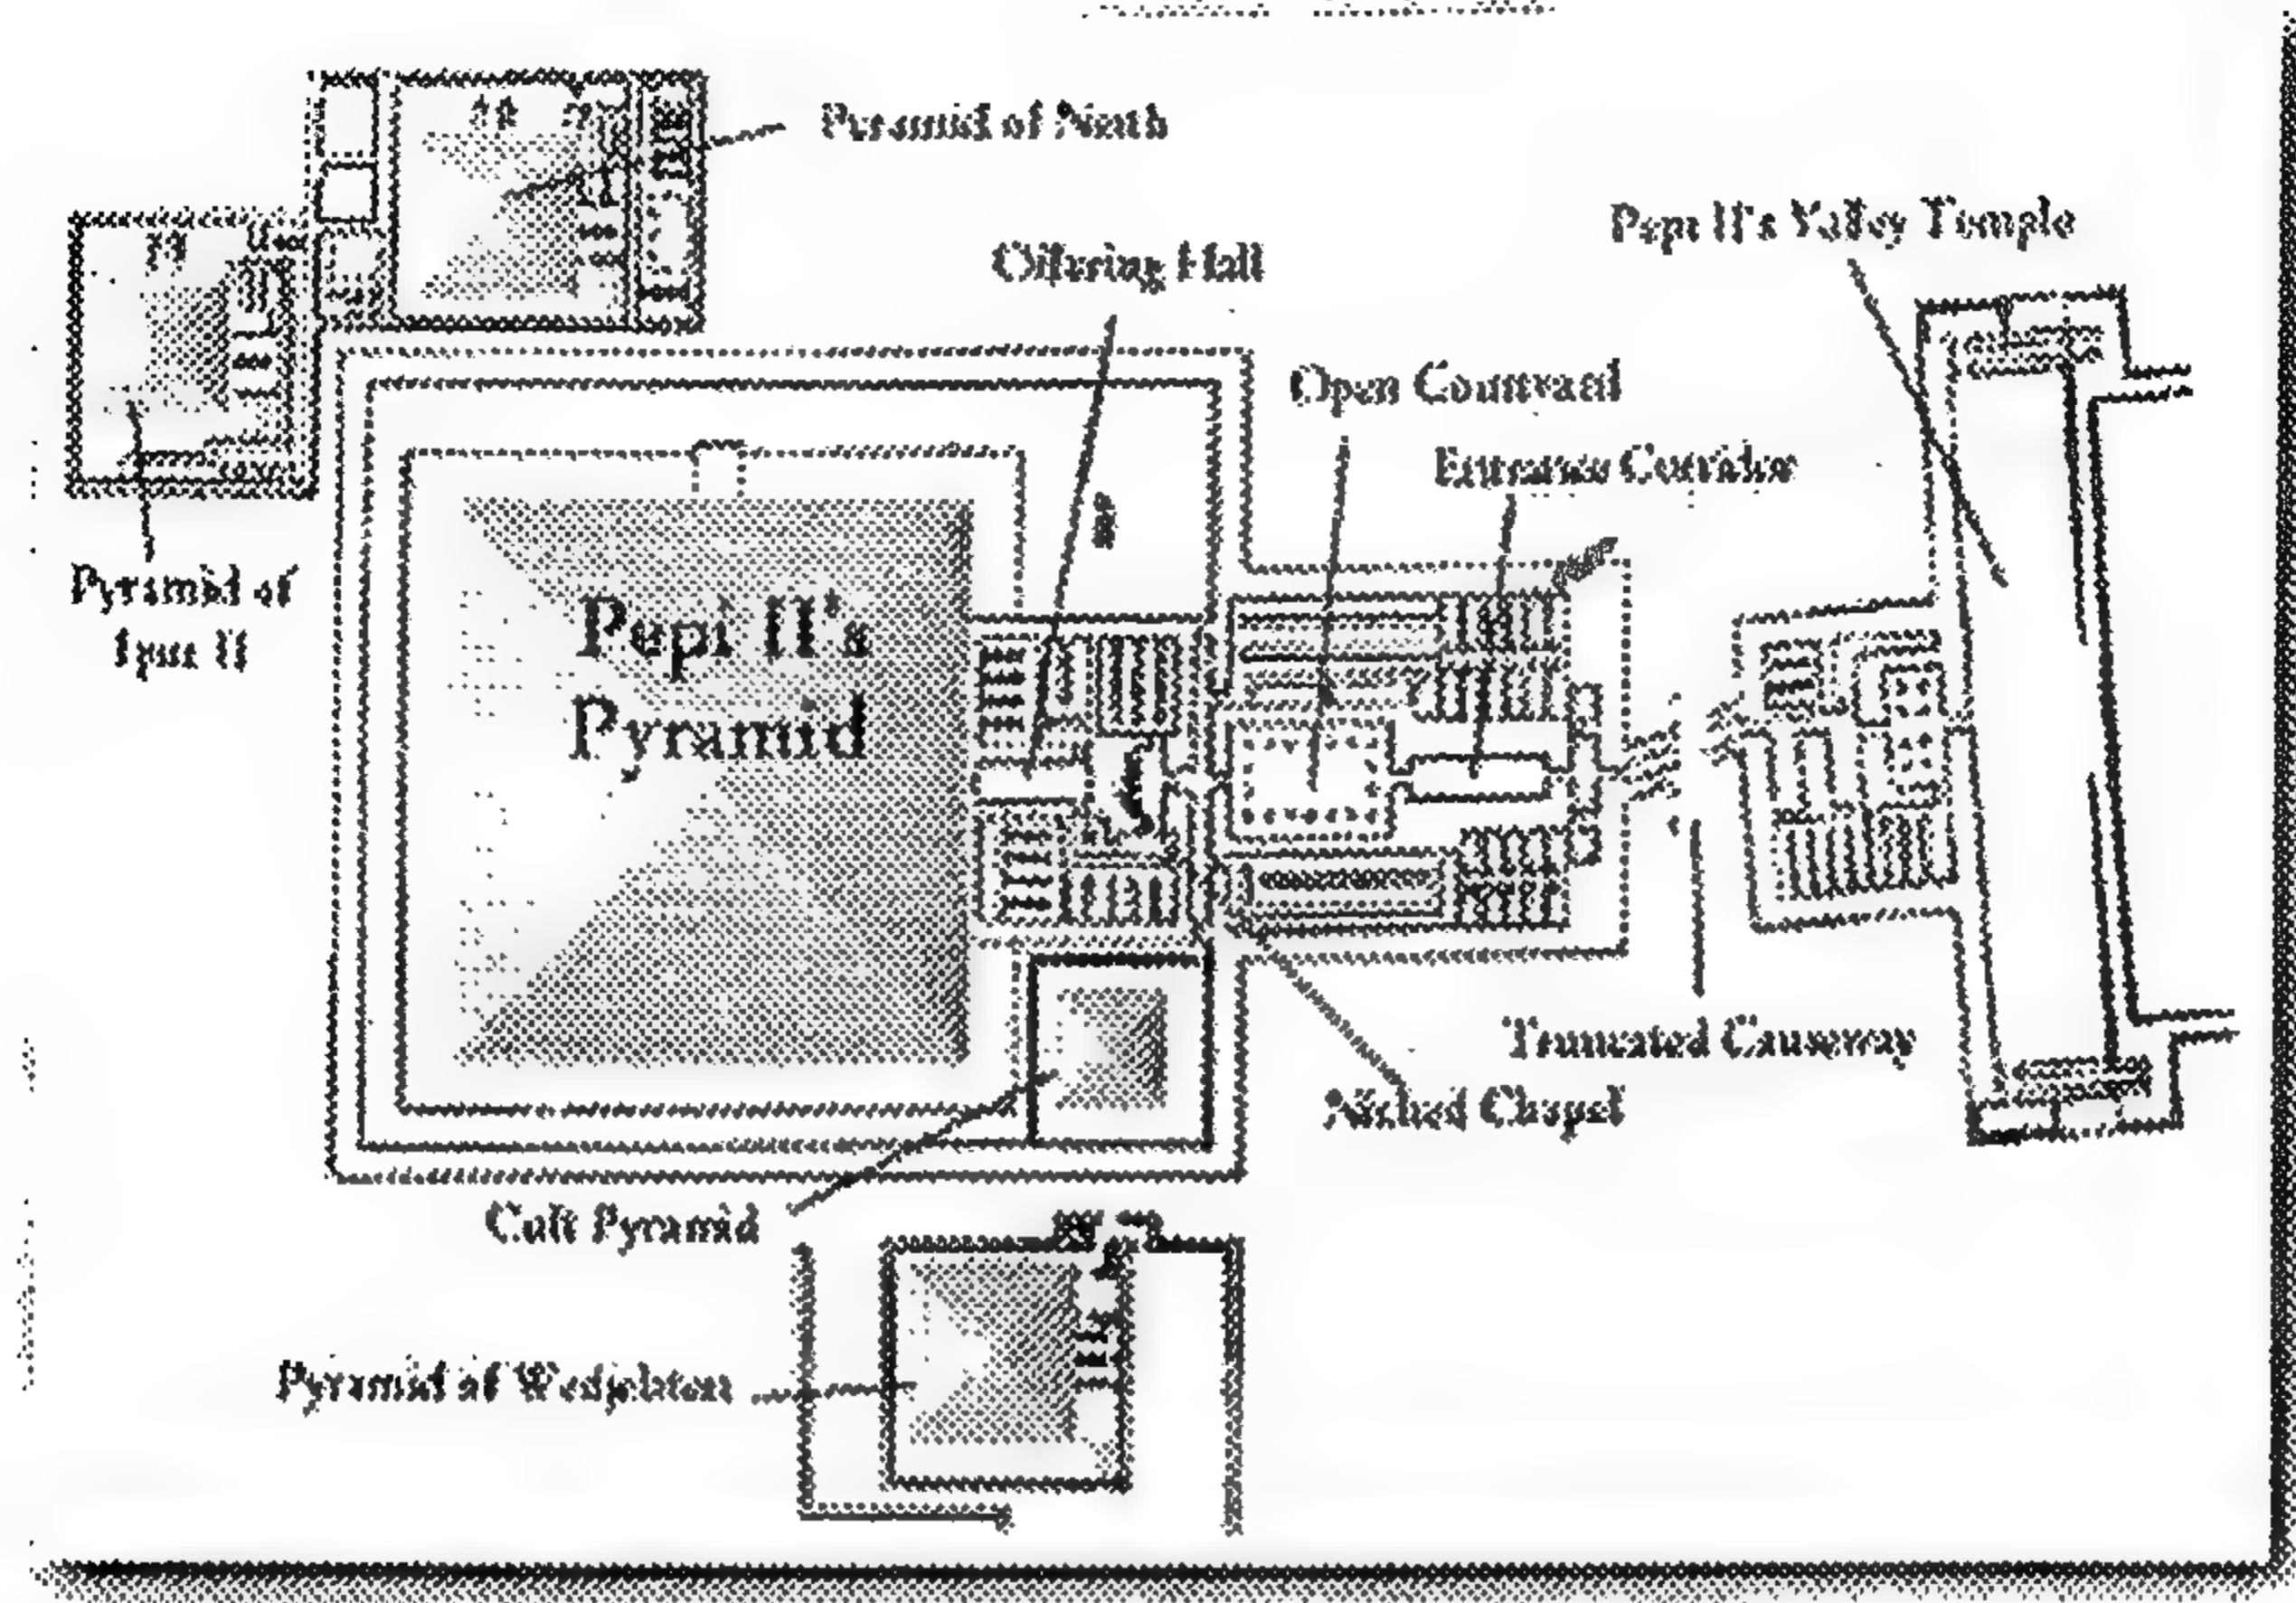 Pyramid of Neith
Pepi II's Valley Temple
Offering Hall
Open Courtyard
Entrance Corridor
Pyramid of
Iput II
Pepi II's
Pyramid
Truncated Causeway
Niched Chapel
Cult Pyramid
Pyramid of Wedjebten